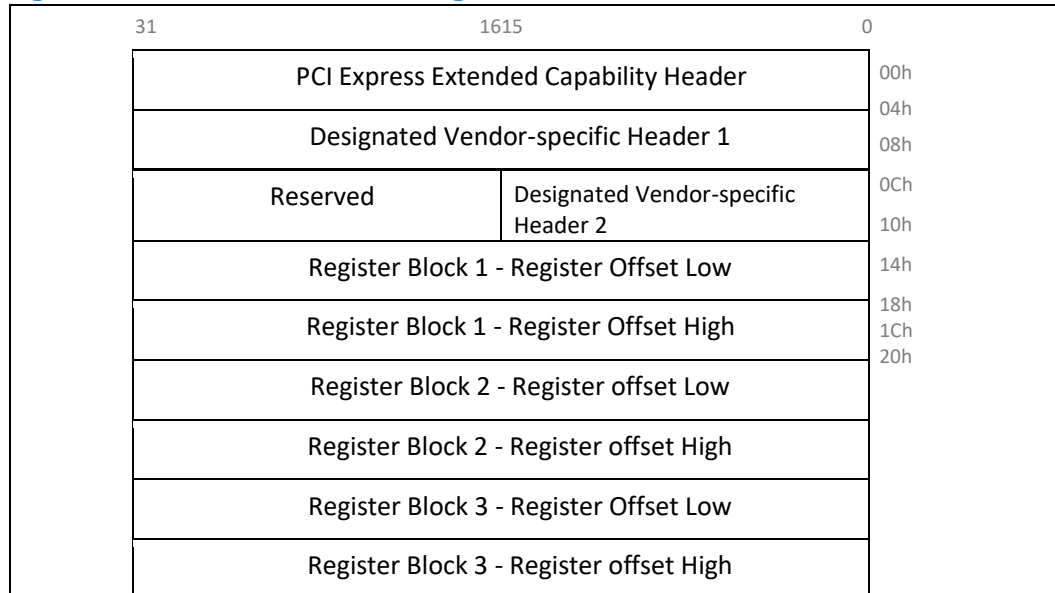 31 1615 0
PCI Express Extended Capability Header 00h
04h
Designated Vendor-specific Header 1
08h
Reserved Designated Vendor-specific 0Ch
Header 2 10h
Register Block 1 - Register Offset Low 14h
18h
Register Block 1 - Register Offset High 1Ch
20h
Register Block 2 - Register offset Low
Register Block 2 - Register offset High
Register Block 3 - Register Offset Low
Register Block 3 - Register offset High